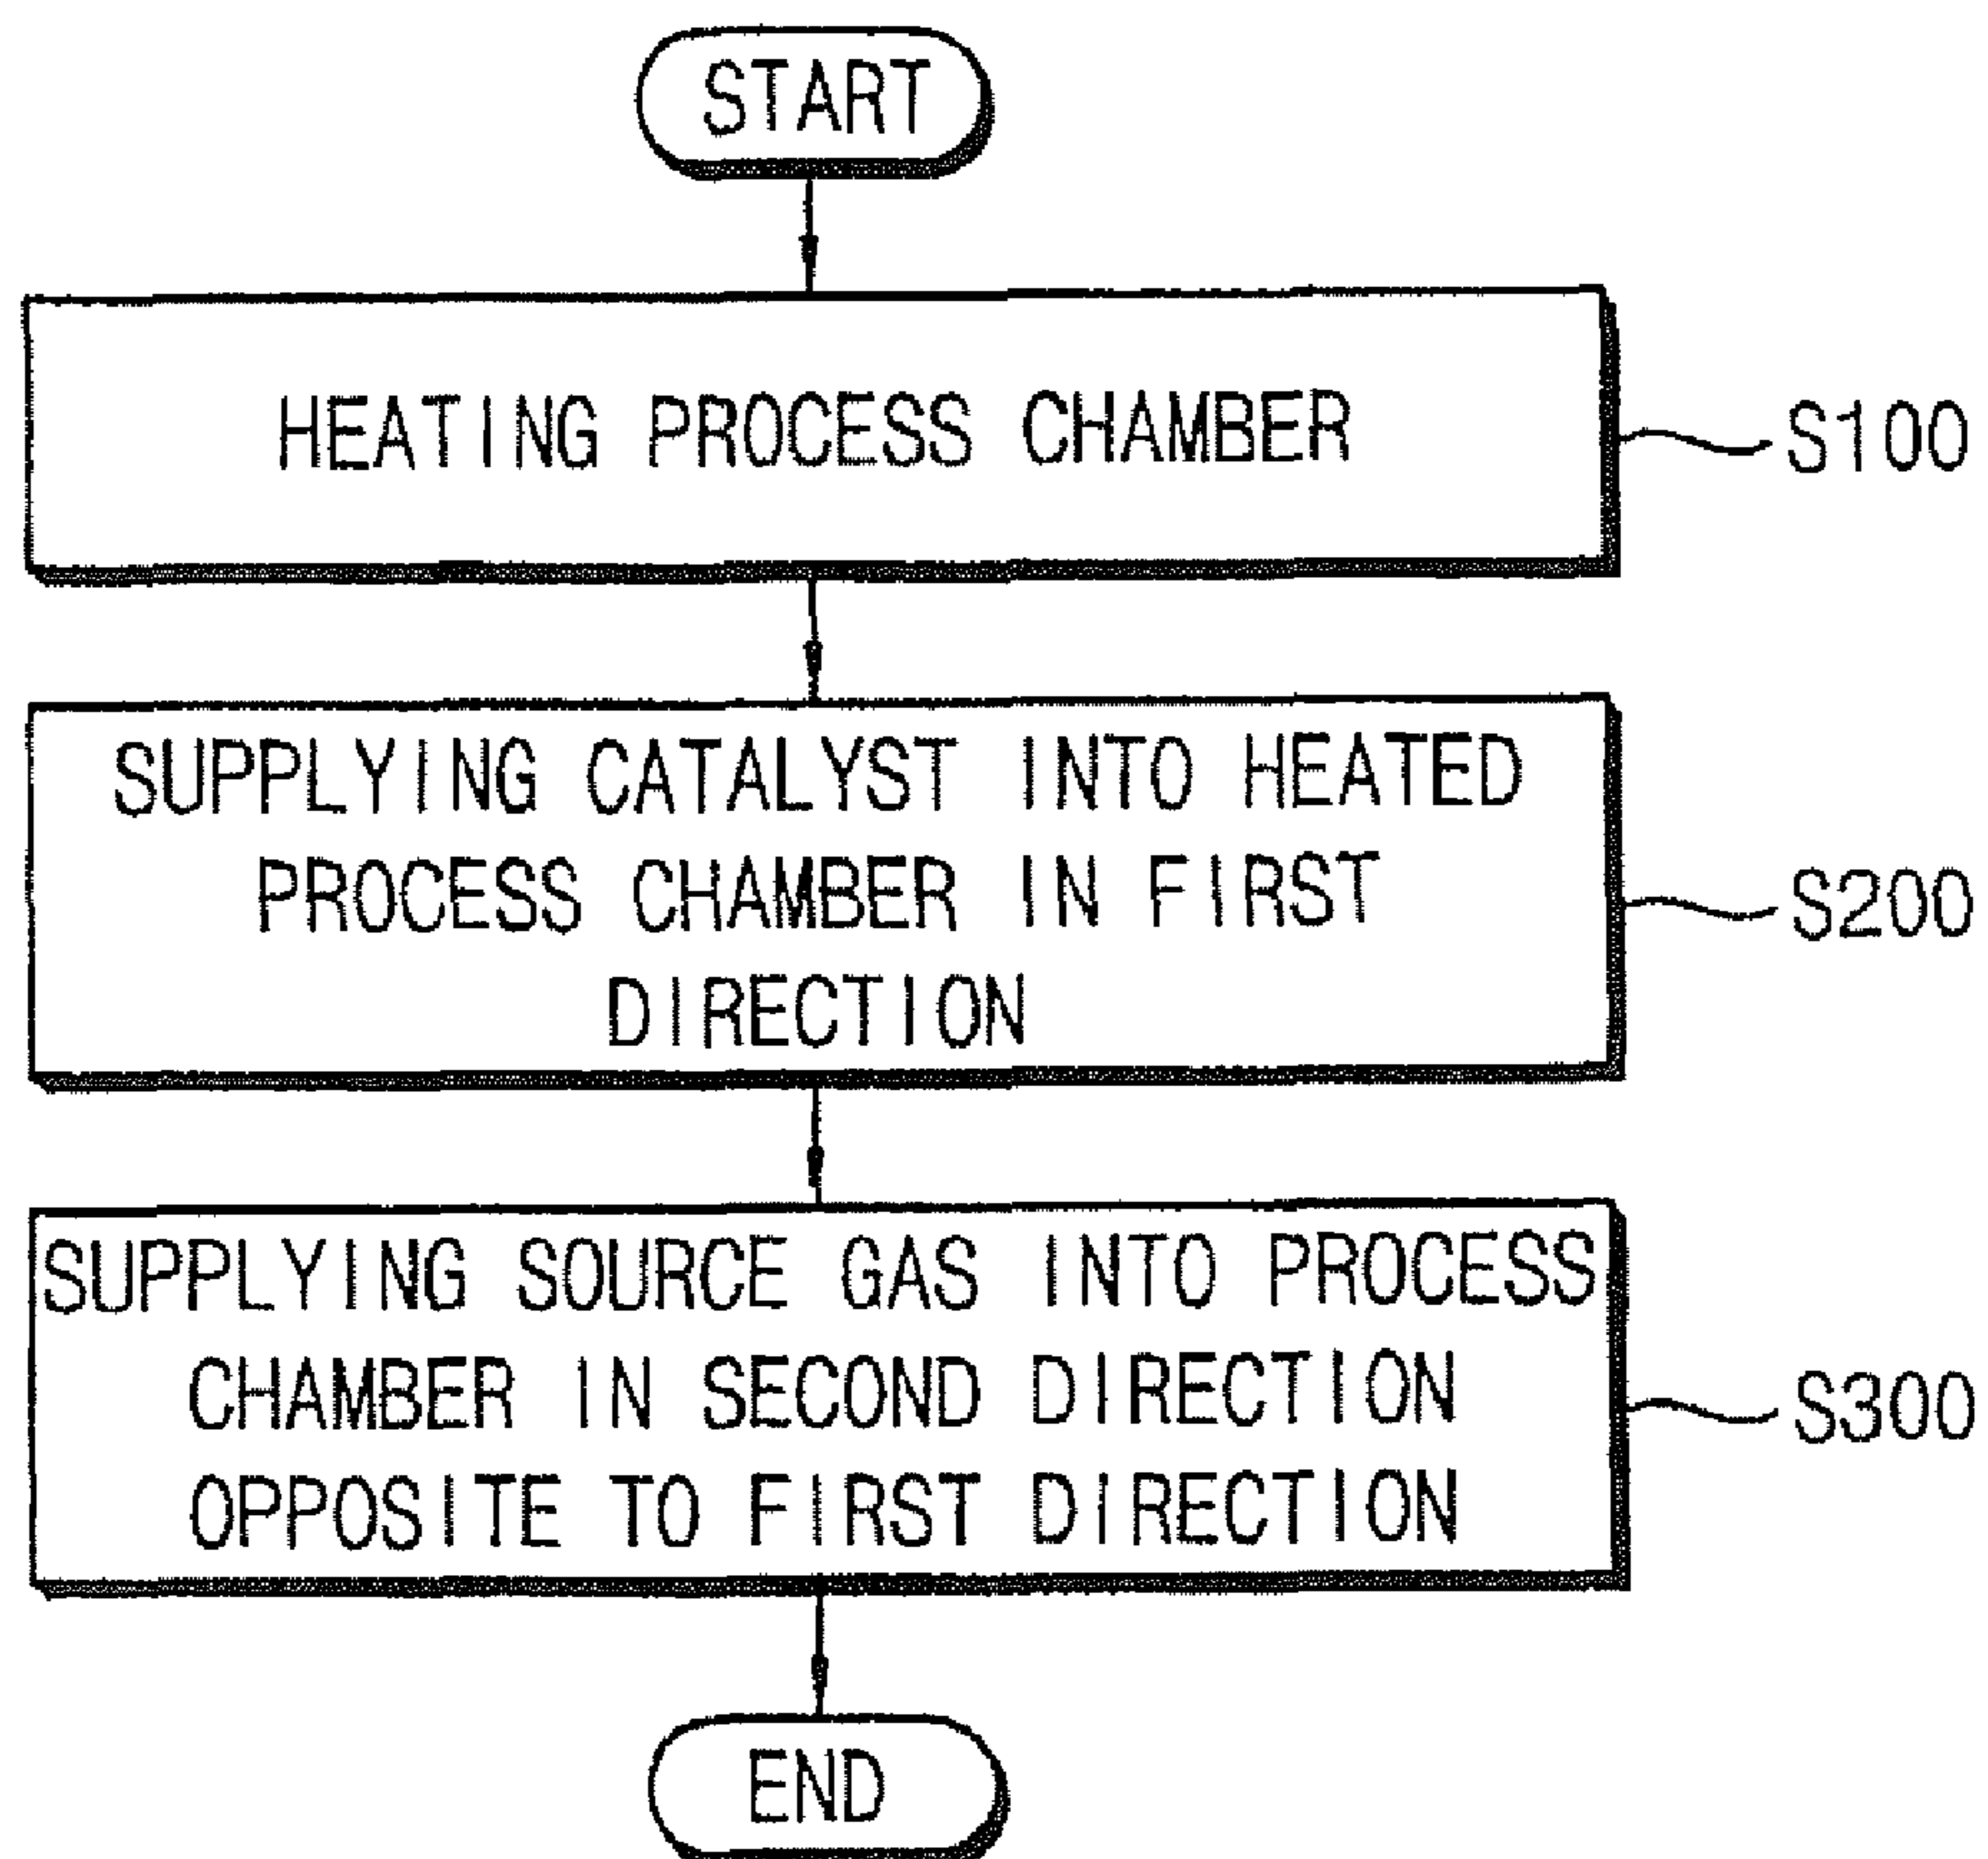 START
HEATING PROCESS CHAMBER
S100
SUPPLYING CATALYST INTO HEATED
PROCESS CHAMBER IN FIRST
DIRECTION
S200
SUPPLYING SOURCE GAS INTO PROCESS
CHAMBER IN SECOND DIRECTION
OPPOSITE TO FIRST DIRECTION
S300
END